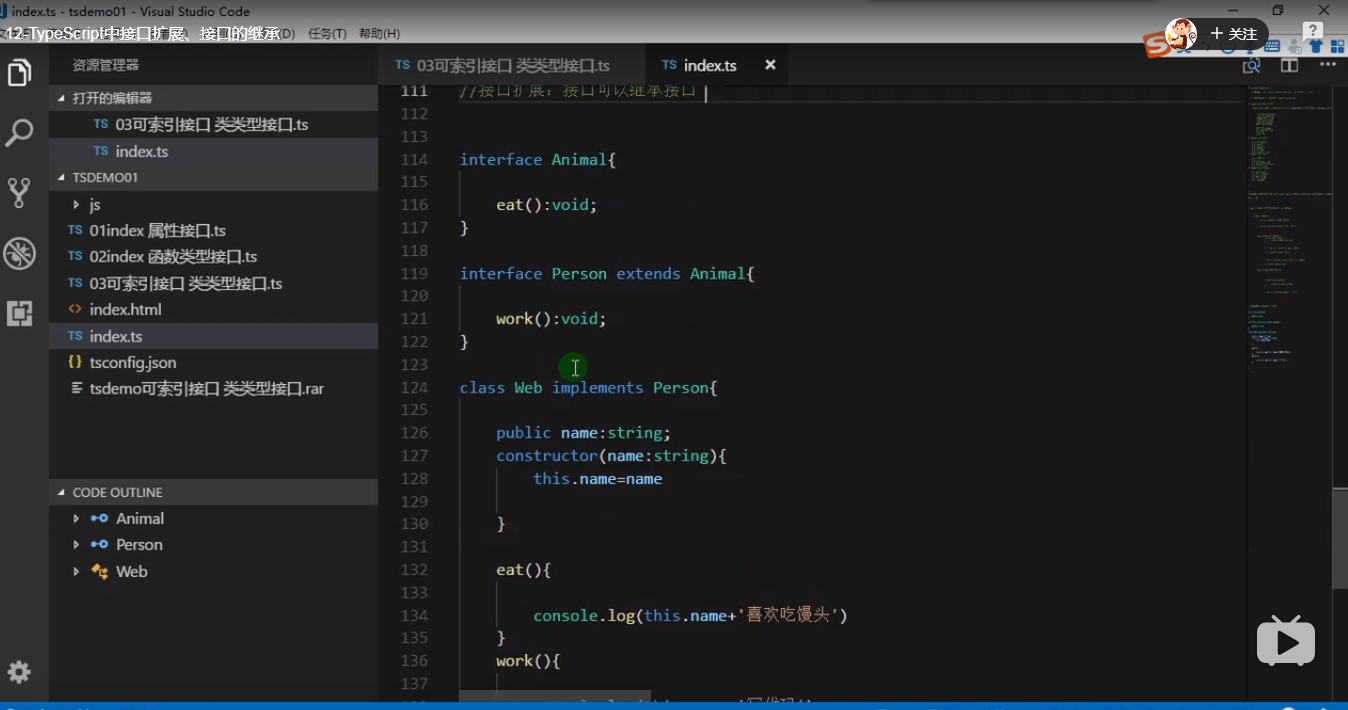 index.ts - tsdemo01 - Visual Studio Code
12-TypeScript中接口扩展、接口的继承
任务(T) 帮助(H)
+ 关注
资源管理器
TS 03可索引接口 类类型接口.ts
TS index.ts
打开的编辑器
TS 03可索引接口 类类型接口.ts
TS index.ts
TSDEMO01
js
TS 01index 属性接口.ts
TS 02index 函数类型接口.ts
TS 03可索引接口 类类型接口.ts
<> index.html
TS index.ts
{} tsconfig.json
tsdemo可索引接口 类类型接口.rar
CODE OUTLINE
Animal
Person
Web
111 //接口扩展：接口可以继承接口
112
113
114 interface Animal{
115
116 eat():void;
117 }
118
119 interface Person extends Animal{
120
121 work():void;
122 }
123
124 class Web implements Person{
125
126 public name:string;
127 constructor(name:string){
128 this.name=name
129
130 }
131
132 eat(){
133
134 console.log(this.name+'喜欢吃馒头')
135 }
136 work(){
137